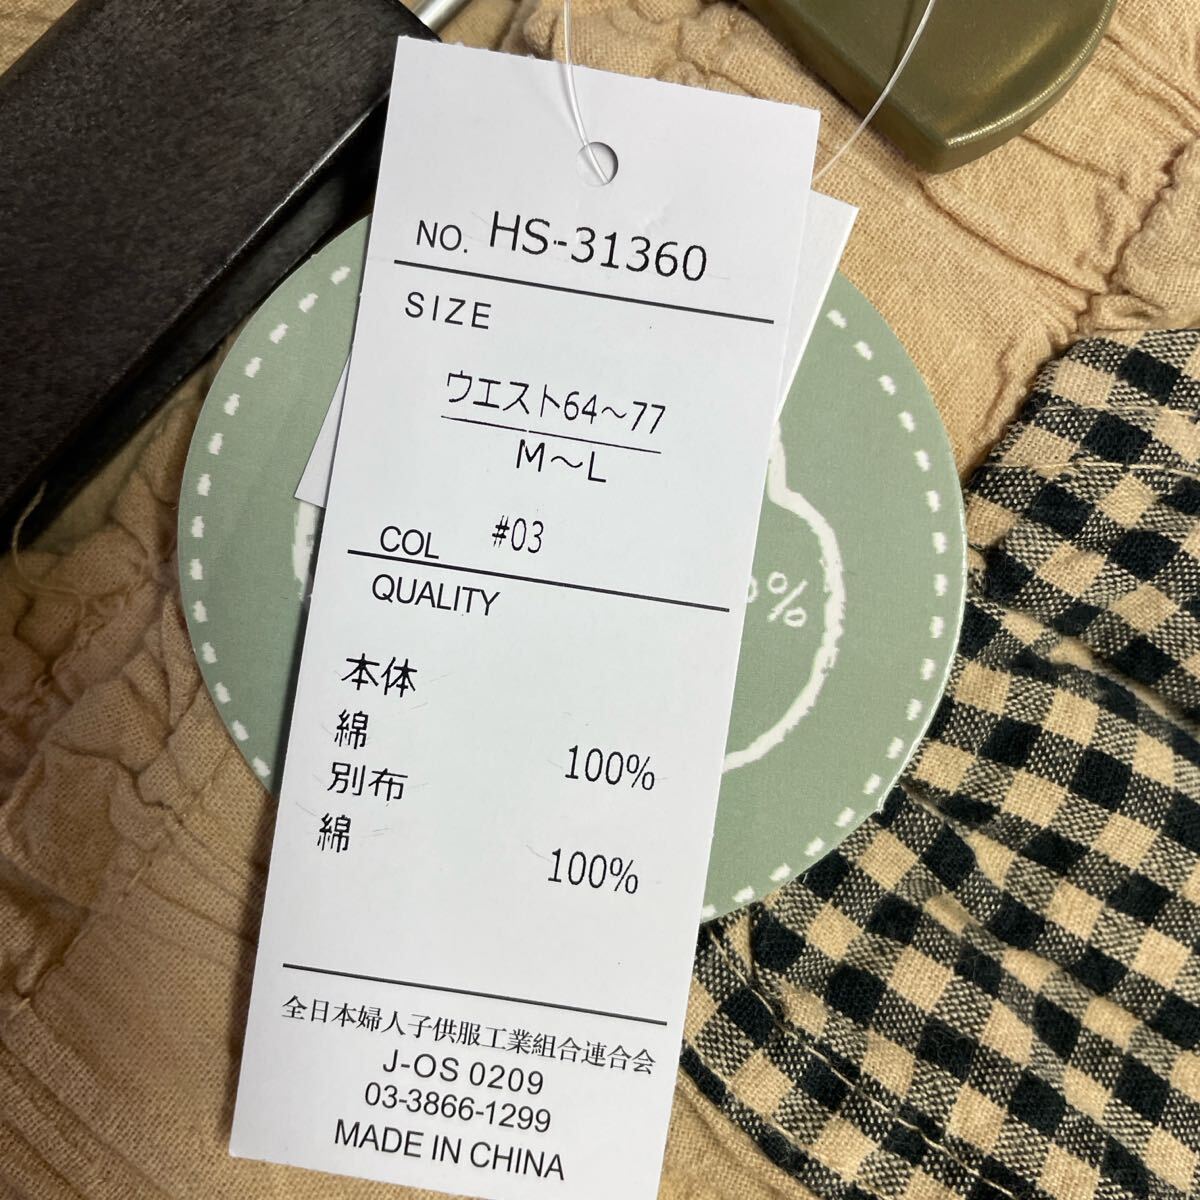 NO. HS-31360
SIZE
ウエスト64～77
M～L
COL #03
QUALITY
本体
綿 100%
別布
綿 100%
全日本婦人子供服工業組合連合会
J-OS 0209
03-3866-1299
MADE IN CHINA
%